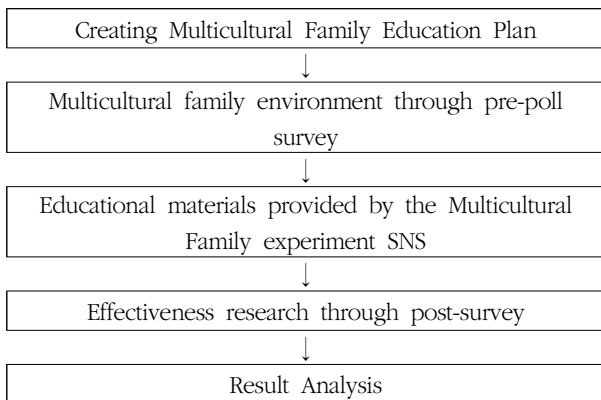 Creating Multicultural Family Education Plan
↓
Multicultural family environment through pre-poll
survey
↓
Educational materials provided by the Multicultural
Family experiment SNS
↓
Effectiveness research through post-survey
↓
Result Analysis